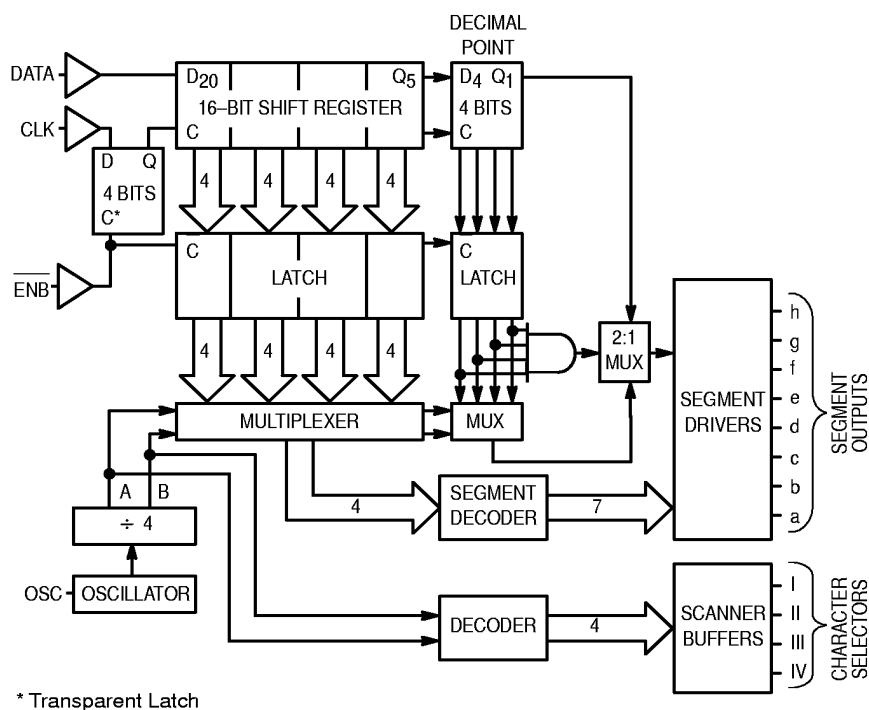 DECIMAL
POINT
DATA
D20
Q5
D4 Q1
16–BIT SHIFT REGISTER
4 BITS
CLK
C
C
D Q
4 BITS
C*
4
4
4
4
C
C
LATCH
LATCH
ENB
4
4
4
4
2:1
MUX
h
g
f
e
d
c
b
a
SEGMENT
DRIVERS
SEGMENT
OUTPUTS
MULTIPLEXER
MUX
A B
÷ 4
4
SEGMENT
DECODER
7
OSC
OSCILLATOR
DECODER
4
SCANNER
BUFFERS
I
II
III
IV
CHARACTER
SELECTORS
* Transparent Latch